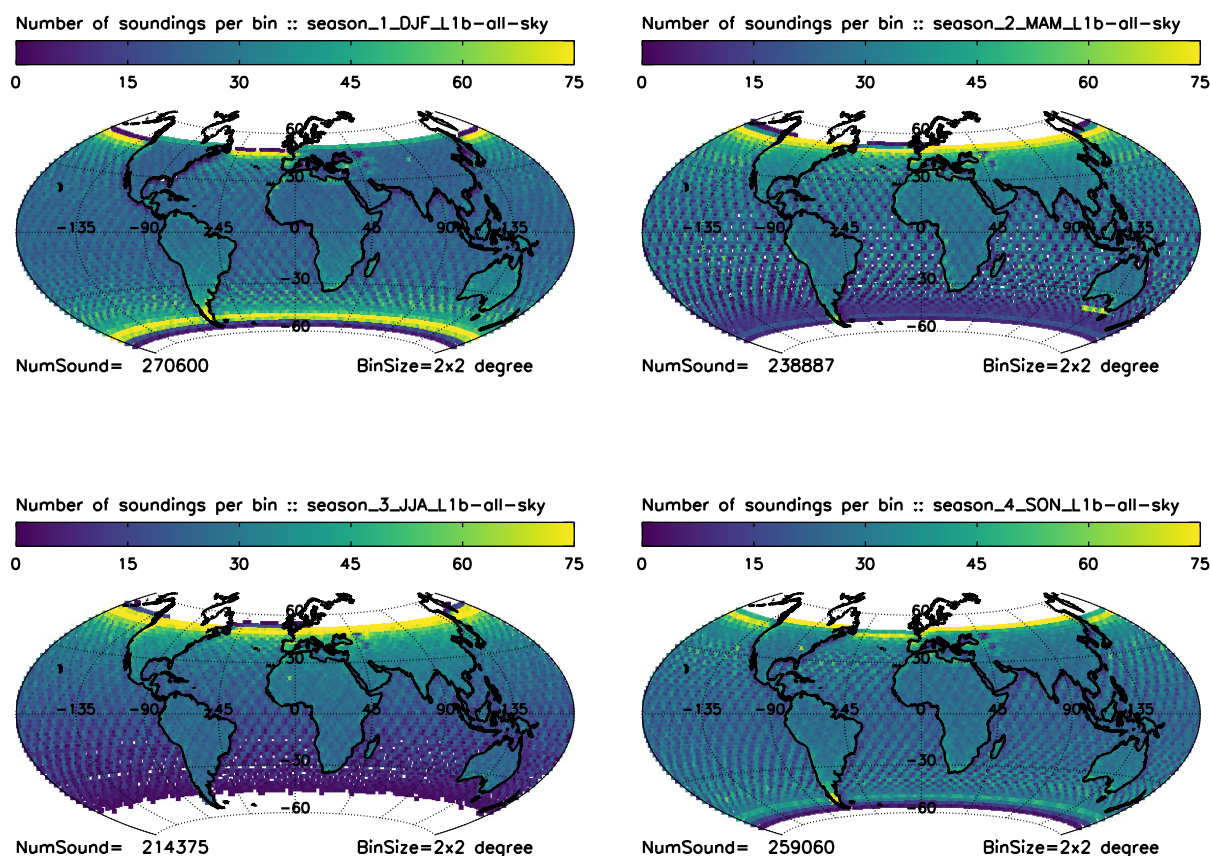 Number of soundings per bin :: season_1_DJF_L1b-all-sky
0 15 30 45 60 75
60
30
-135 -90 -45 0 45 90 135
-30
-60
NumSound= 270600 BinSize=2x2 degree
Number of soundings per bin :: season_2_MAM_L1b-all-sky
0 15 30 45 60 75
60
30
-135 -90 -45 0 45 90 135
-30
-60
NumSound= 238887 BinSize=2x2 degree
Number of soundings per bin :: season_3_JJA_L1b-all-sky
0 15 30 45 60 75
60
30
-135 -90 -45 0 45 90 135
-30
-60
NumSound= 214375 BinSize=2x2 degree
Number of soundings per bin :: season_4_SON_L1b-all-sky
0 15 30 45 60 75
60
30
-135 -90 -45 0 45 90 135
-30
-60
NumSound= 259060 BinSize=2x2 degree